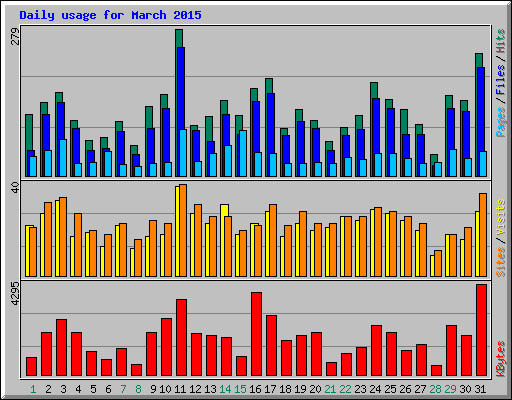 Daily usage for March 2015
279
Pages / Files / Hits
40
Sites / Visits
4295
KBytes
1 2 3 4 5 6 7 8 9 10 11 12 13 14 15 16 17 18 19 20 21 22 23 24 25 26 27 28 29 30 31